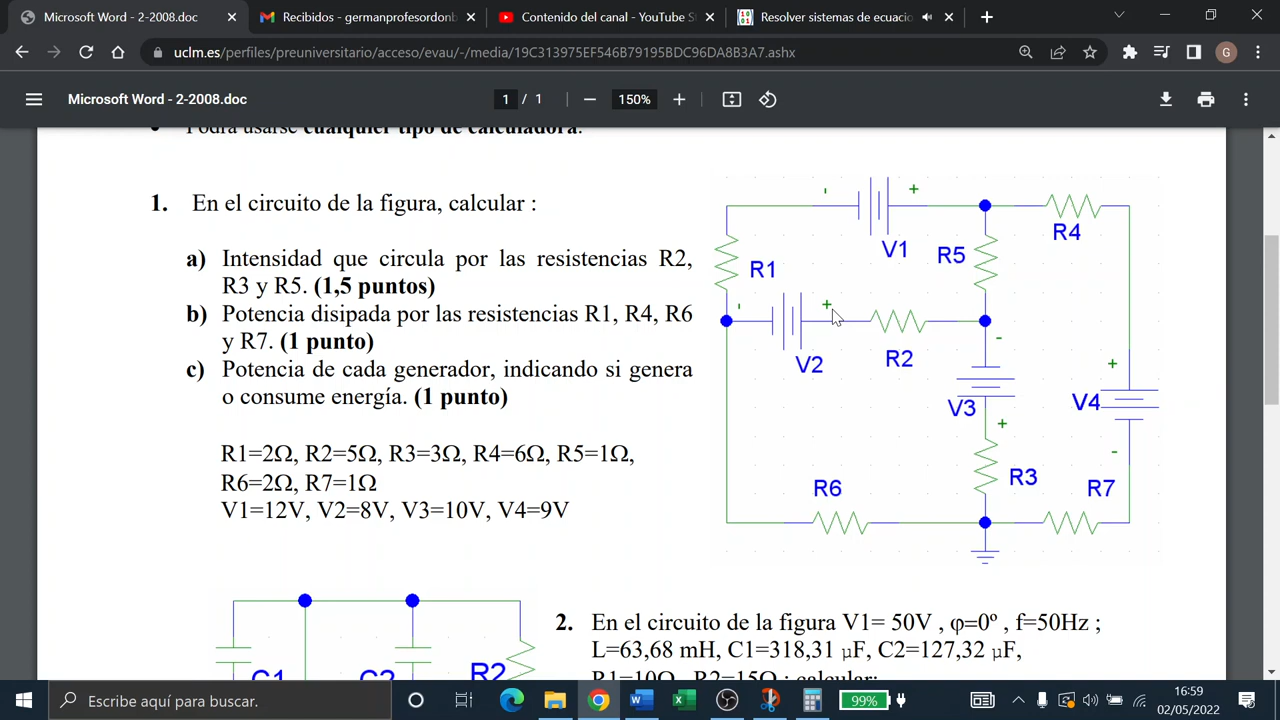 Microsoft Word - 2-2008.doc
Recibidos - germanprofesordonb
Contenido del canal - YouTube S
Resolver sistemas de ecuacio
uclm.es/perfiles/preuniversitario/acceso/evau/-/media/19C313975EF546B79195BDC96DA8B3A7.ashx
G
Microsoft Word - 2-2008.doc
1 / 1
150%
• Podrá usarse cualquier tipo de calculadora.
1. En el circuito de la figura, calcular :
a) Intensidad que circula por las resistencias R2,
R3 y R5. (1,5 puntos)
b) Potencia disipada por las resistencias R1, R4, R6
y R7. (1 punto)
c) Potencia de cada generador, indicando si genera
o consume energía. (1 punto)
R1=2Ω, R2=5Ω, R3=3Ω, R4=6Ω, R5=1Ω,
R6=2Ω, R7=1Ω
V1=12V, V2=8V, V3=10V, V4=9V
' +
R4
V1
R5
R1
' +
V2
R2
-
+
V3
V4
+
-
R3
R6
R7
C1
C2
R2
2. En el circuito de la figura V1= 50V , φ=0º , f=50Hz ;
L=63,68 mH, C1=318,31 μF, C2=127,32 μF,
R1=10Ω, R2=15Ω ; calcular:
Escribe aquí para buscar.
99%
16:59
02/05/2022